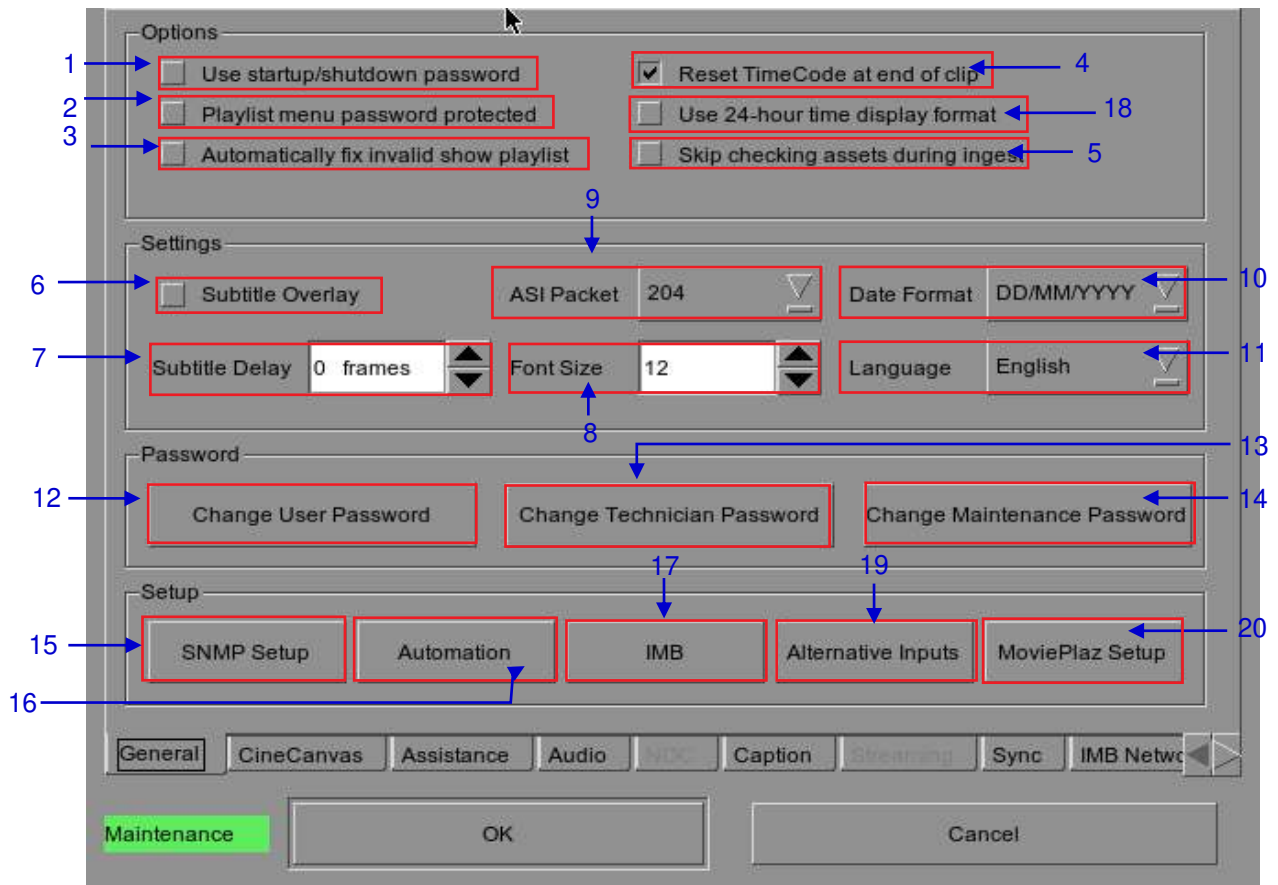 Options
1 Use startup/shutdown password Reset TimeCode at end of clip 4
2 Playlist menu password protected Use 24-hour time display format 18
3 Automatically fix invalid show playlist Skip checking assets during ingest 5
9
Settings
6 Subtitle Overlay ASI Packet 204 Date Format DD/MM/YYYY 10
7 Subtitle Delay 0 frames Font Size 12 Language English 11
8
Password 13
12 Change User Password Change Technician Password Change Maintenance Password 14
17 19
Setup
15 SNMP Setup Automation IMB Alternative Inputs MoviePlaz Setup 20
16
General CineCanvas Assistance Audio NDC Caption Streaming Sync IMB Netwo
Maintenance OK Cancel